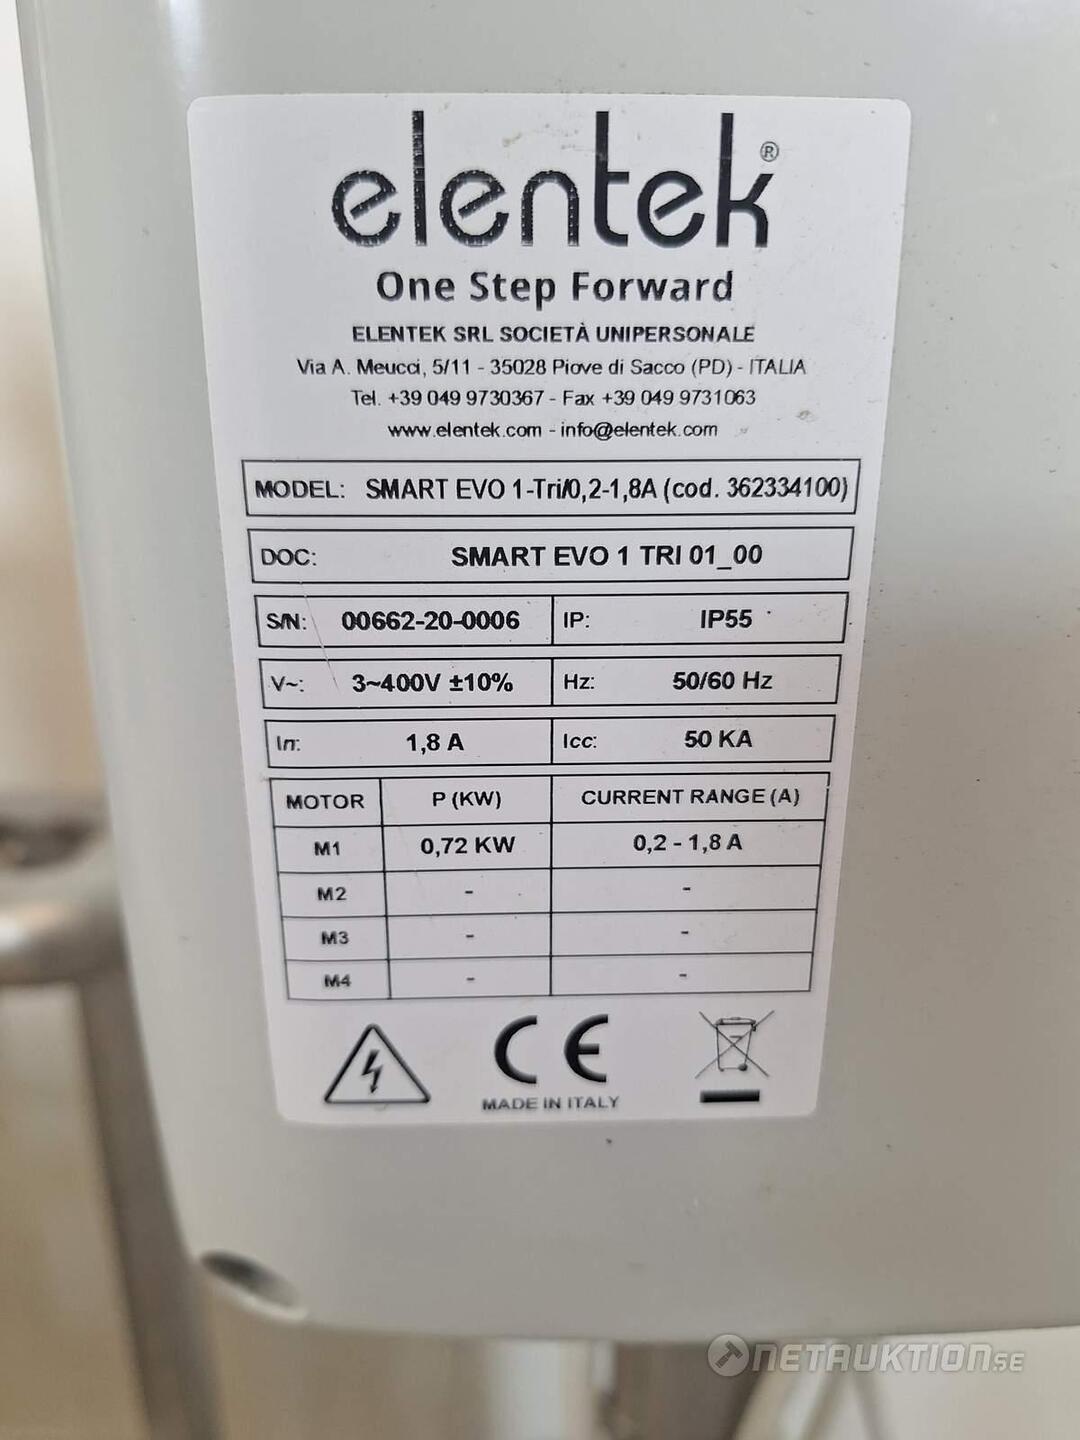 elentek®
One Step Forward
ELENTEK SRL SOCIETÀ UNIPERSONALE
Via A. Meucci, 5/11 - 35028 Piove di Sacco (PD) - ITALIA
Tel. +39 049 9730367 - Fax +39 049 9731063
www.elentek.com - info@elentek.com
MODEL: SMART EVO 1-Tri/0,2-1,8A (cod. 362334100)
DOC: SMART EVO 1 TRI 01_00
S/N: 00662-20-0006 IP: IP55
V~: 3~400V ±10% Hz: 50/60 Hz
In: 1,8 A Icc: 50 KA
MOTOR P (KW) CURRENT RANGE (A)
M1 0,72 KW 0,2 - 1,8 A
M2 - -
M3 - -
M4 - -
CE
MADE IN ITALY
NETAUKTION.SE